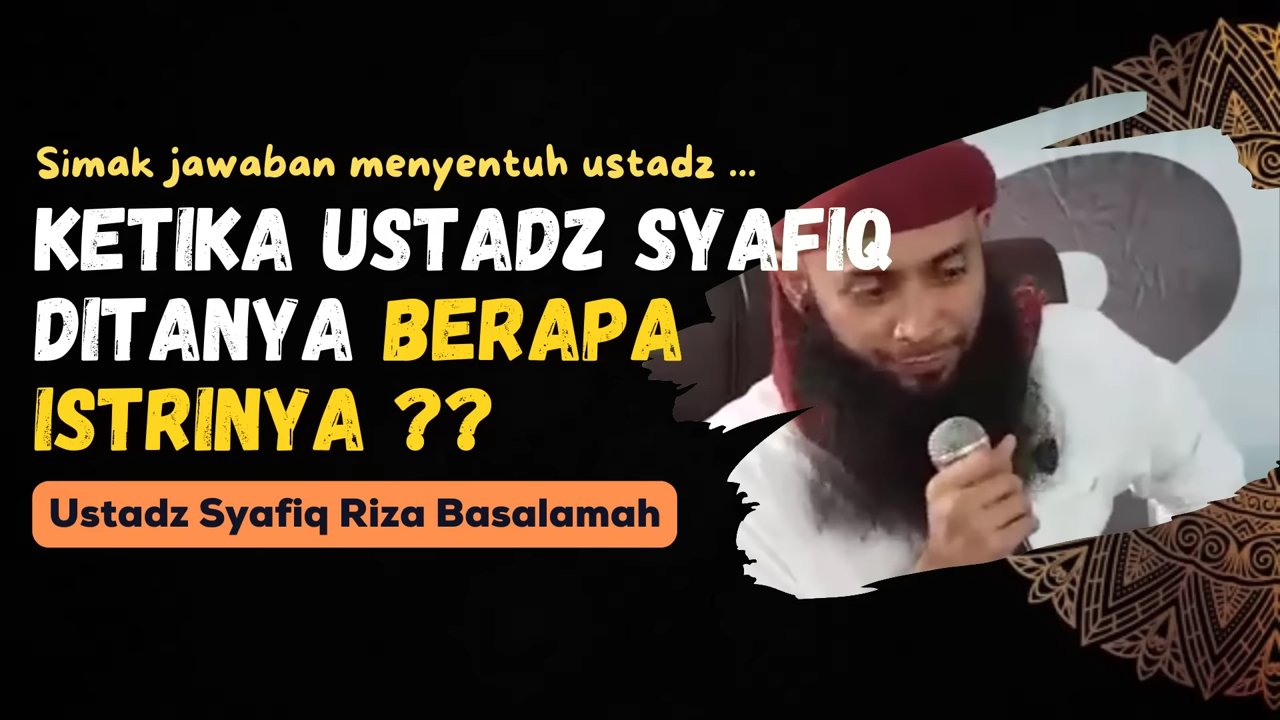 Simak jawaban menyentuh ustadz ...
KETIKA USTADZ SYAFIQ
DITANYA BERAPA
ISTRINYA ??
Ustadz Syafiq Riza Basalamah